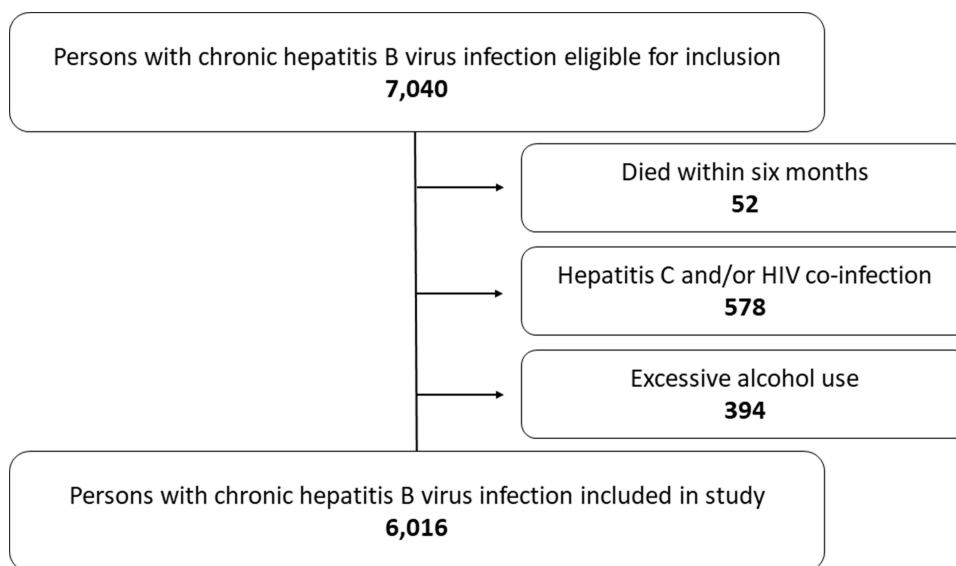 Persons with chronic hepatitis B virus infection eligible for inclusion
7,040
Died within six months
52
Hepatitis C and/or HIV co-infection
578
Excessive alcohol use
394
Persons with chronic hepatitis B virus infection included in study
6,016